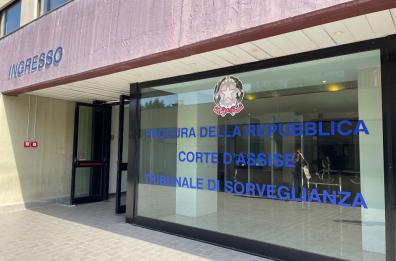 INGRESSO
PROCURA DELLA REPUBBLICA
CORTE D'ASSISE
TRIBUNALE DI SORVEGLIANZA